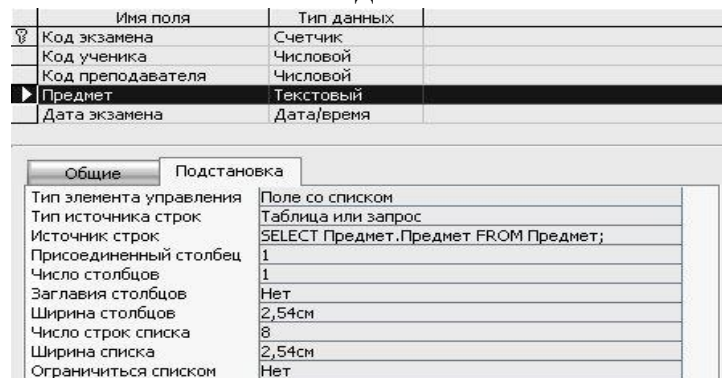 Имя поля Тип данных
Код экзамена Счетчик
Код ученика Числовой
Код преподавателя Числовой
Предмет Текстовый
Дата экзамена Дата/время
Общие Подстановка
Тип элемента управления Поле со списком
Тип источника строк Таблица или запрос
Источник строк SELECT Предмет.Предмет FROM Предмет;
Присоединенный столбец 1
Число столбцов 1
Заглавия столбцов Нет
Ширина столбцов 2,54см
Число строк списка 8
Ширина списка 2,54см
Ограничиться списком Нет